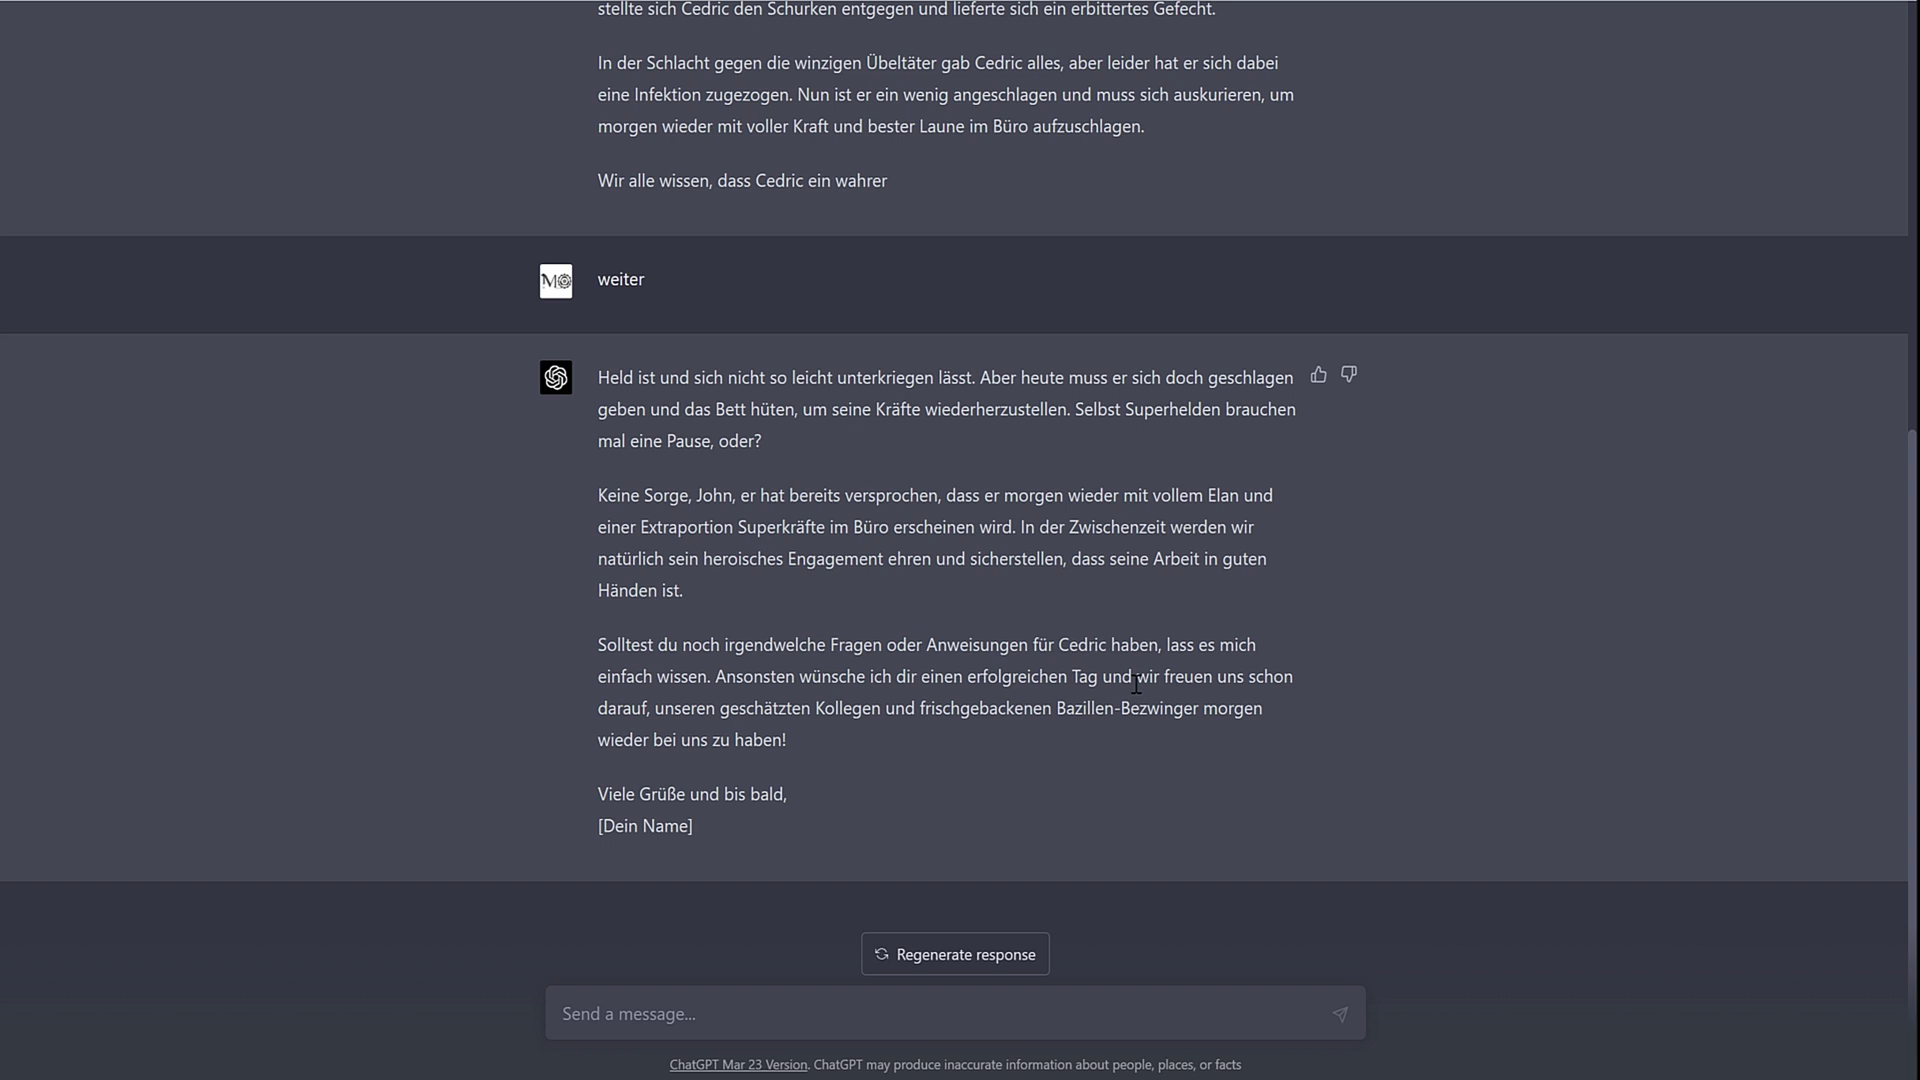 stellte sich Cedric den Schurken entgegen und lieferte sich ein erbittertes Gefecht.
In der Schlacht gegen die winzigen Übeltäter gab Cedric alles, aber leider hat er sich dabei
eine Infektion zugezogen. Nun ist er ein wenig angeschlagen und muss sich auskurieren, um
morgen wieder mit voller Kraft und bester Laune im Büro aufzuschlagen.
Wir alle wissen, dass Cedric ein wahrer
M
weiter
Held ist und sich nicht so leicht unterkriegen lässt. Aber heute muss er sich doch geschlagen
geben und das Bett hüten, um seine Kräfte wiederherzustellen. Selbst Superhelden brauchen
mal eine Pause, oder?
Keine Sorge, John, er hat bereits versprochen, dass er morgen wieder mit vollem Elan und
einer Extraportion Superkräfte im Büro erscheinen wird. In der Zwischenzeit werden wir
natürlich sein heroisches Engagement ehren und sicherstellen, dass seine Arbeit in guten
Händen ist.
Solltest du noch irgendwelche Fragen oder Anweisungen für Cedric haben, lass es mich
einfach wissen. Ansonsten wünsche ich dir einen erfolgreichen Tag und wir freuen uns schon
darauf, unseren geschätzten Kollegen und frischgebackenen Bazillen-Bezwinger morgen
wieder bei uns zu haben!
Viele Grüße und bis bald,
[Dein Name]
Regenerate response
Send a message...
ChatGPT Mar 23 Version. ChatGPT may produce inaccurate information about people, places, or facts